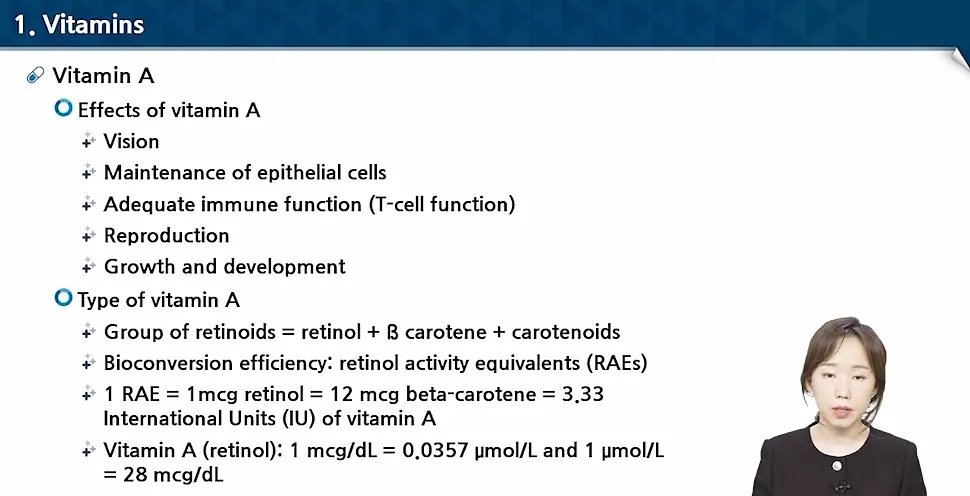 1. Vitamins
Vitamin A
Effects of vitamin A
Vision
Maintenance of epithelial cells
Adequate immune function (T-cell function)
Reproduction
Growth and development
Type of vitamin A
Group of retinoids = retinol + ß carotene + carotenoids
Bioconversion efficiency: retinol activity equivalents (RAEs)
1 RAE = 1mcg retinol = 12 mcg beta-carotene = 3.33
International Units (IU) of vitamin A
Vitamin A (retinol): 1 mcg/dL = 0.0357 µmol/L and 1 µmol/L
= 28 mcg/dL